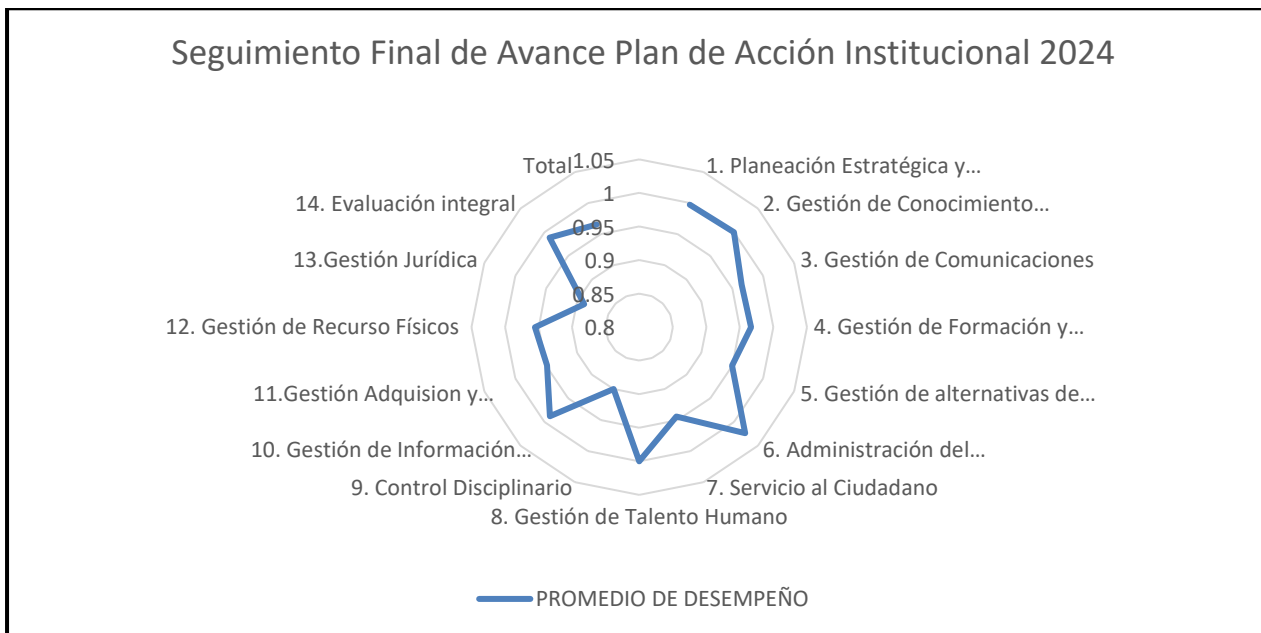 Seguimiento Final de Avance Plan de Acción Institucional 2024
1.05
1
0.95
0.9
0.85
0.8
1. Planeación Estratégica y...
2. Gestión de Conocimiento...
3. Gestión de Comunicaciones
4. Gestión de Formación y...
5. Gestión de alternativas de...
6. Administración del...
7. Servicio al Ciudadano
8. Gestión de Talento Humano
9. Control Disciplinario
10. Gestión de Información...
11.Gestión Adquision y...
12. Gestión de Recurso Físicos
13.Gestión Jurídica
14. Evaluación integral
Total
PROMEDIO DE DESEMPEÑO